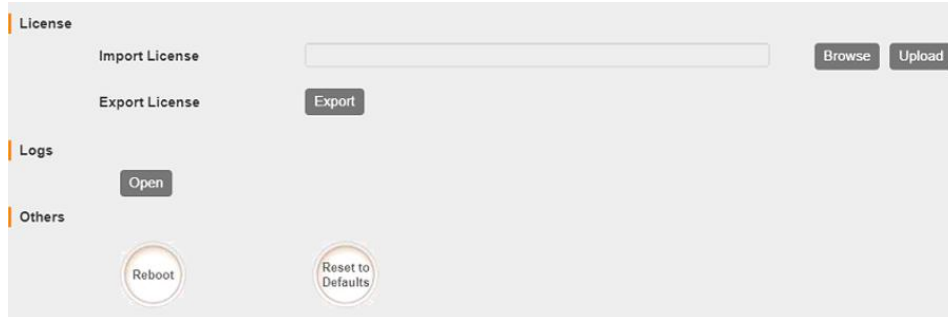 License
Import License Browse Upload
Export License Export
Logs
Open
Others
Reboot Reset to
Defaults